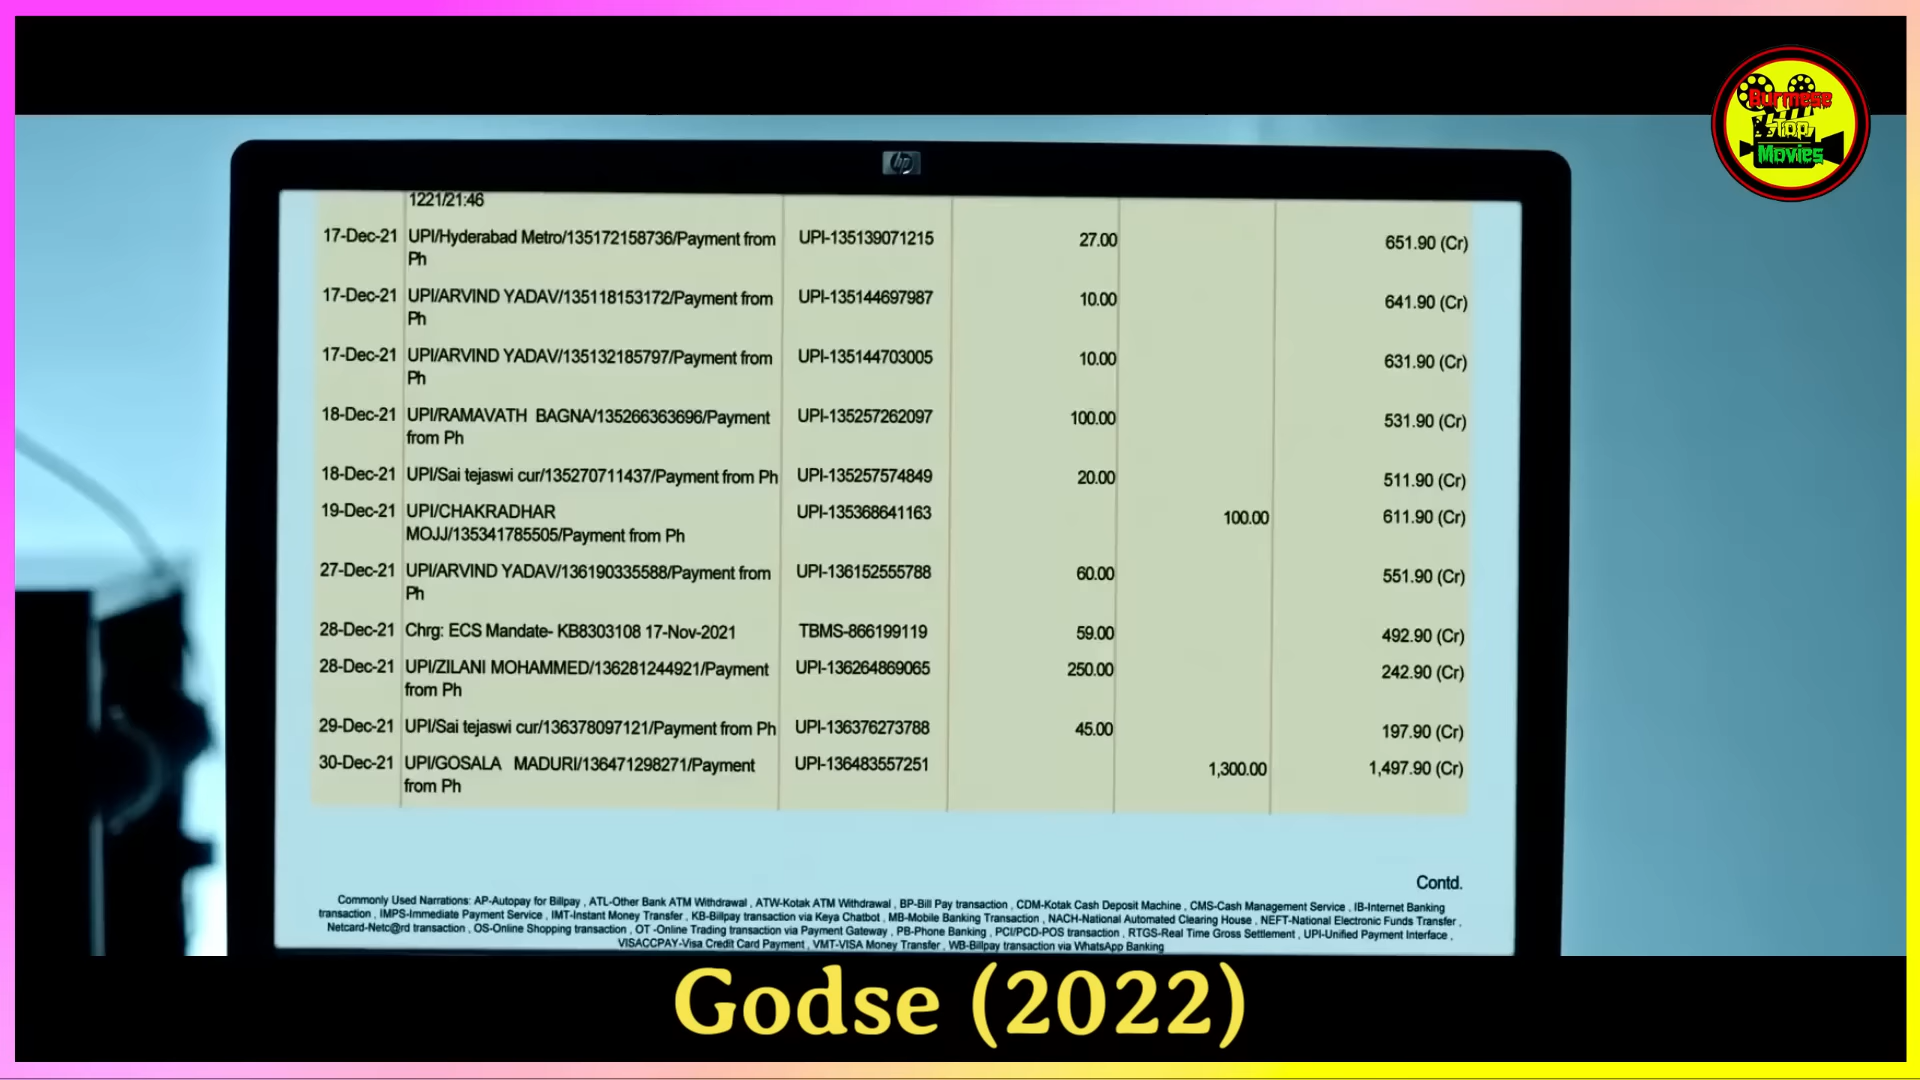 Burmese
Top
Movies
hp
1221/21:46
17-Dec-21 UPI/Hyderabad Metro/135172158736/Payment from UPI-135139071215 27.00 651.90 (Cr)
Ph
17-Dec-21 UPI/ARVIND YADAV/135118153172/Payment from UPI-135144697987 10.00 641.90 (Cr)
Ph
17-Dec-21 UPI/ARVIND YADAV/135132185797/Payment from UPI-135144703005 10.00 631.90 (Cr)
Ph
18-Dec-21 UPI/RAMAVATH BAGNA/135266363696/Payment UPI-135257262097 100.00 531.90 (Cr)
from Ph
18-Dec-21 UPI/Sai tejaswi cur/135270711437/Payment from Ph UPI-135257574849 20.00 511.90 (Cr)
19-Dec-21 UPI/CHAKRADHAR UPI-135368641163 100.00 611.90 (Cr)
MOJJ/135341785505/Payment from Ph
27-Dec-21 UPI/ARVIND YADAV/136190335588/Payment from UPI-136152555788 60.00 551.90 (Cr)
Ph
28-Dec-21 Chrg: ECS Mandate- KB8303108 17-Nov-2021 TBMS-866199119 59.00 492.90 (Cr)
28-Dec-21 UPI/ZILANI MOHAMMED/136281244921/Payment UPI-136264869065 250.00 242.90 (Cr)
from Ph
29-Dec-21 UPI/Sai tejaswi cur/136378097121/Payment from Ph UPI-136376273788 45.00 197.90 (Cr)
30-Dec-21 UPI/GOSALA MADURI/136471298271/Payment UPI-136483557251 1,300.00 1,497.90 (Cr)
from Ph
Contd.
Commonly Used Narrations: AP-Autopay for Billpay , ATL-Other Bank ATM Withdrawal , ATW-Kotak ATM Withdrawal , BP-Bill Pay transaction , CDM-Kotak Cash Deposit Machine , CMS-Cash Management Service , IB-Internet Banking
transaction , IMPS-Immediate Payment Service , IMT-Instant Money Transfer , KB-Billpay transaction via Keya Chatbot , MB-Mobile Banking Transaction , NACH-National Automated Clearing House , NEFT-National Electronic Funds Transfer ,
Netcard-Netc@rd transaction , OS-Online Shopping transaction , OT -Online Trading transaction via Payment Gateway , PB-Phone Banking , PCI/PCD-POS transaction , RTGS-Real Time Gross Settlement , UPI-Unified Payment Interface ,
VISACCPAY-Visa Credit Card Payment , VMT-VISA Money Transfer , WB-Billpay transaction via WhatsApp Banking
Godse (2022)